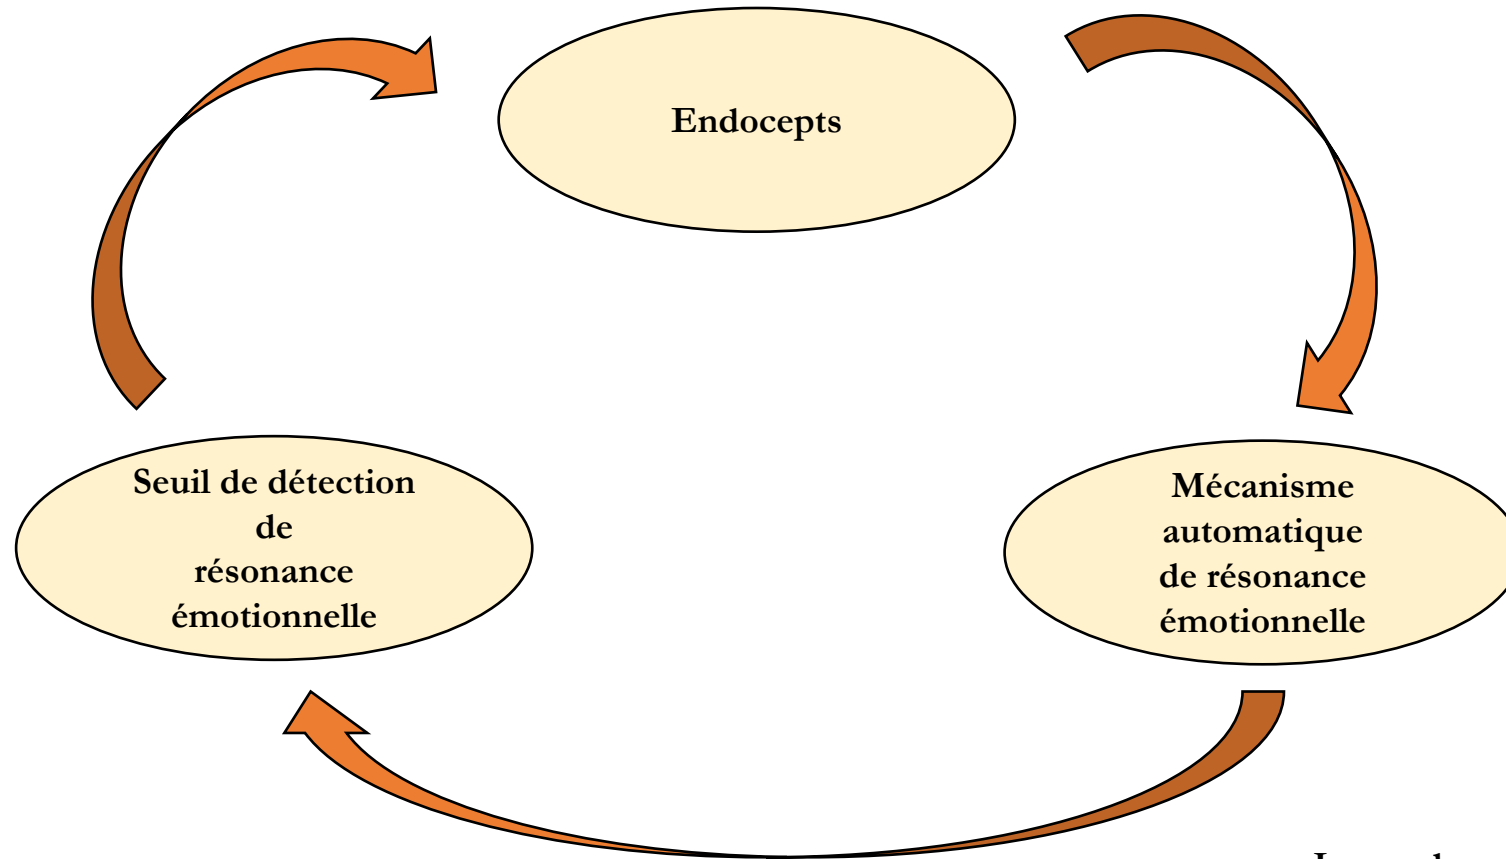 Endocepts
Seuil de détection
de
résonance
émotionnelle
Mécanisme
automatique
de résonance
émotionnelle